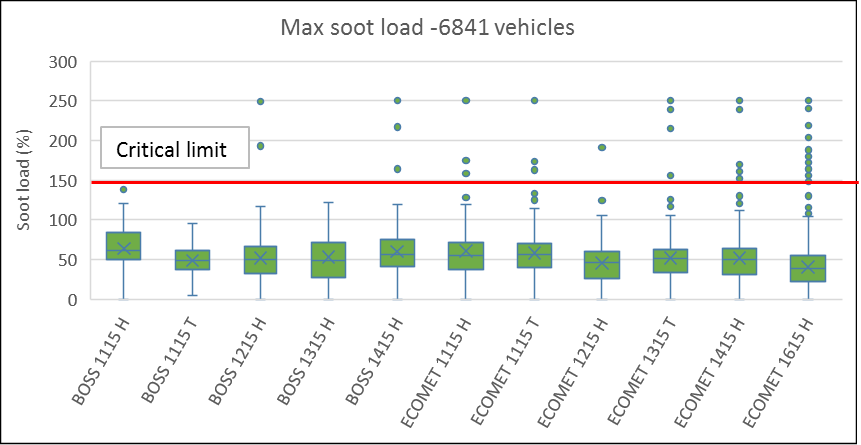 Max soot load -6841 vehicles
300
250
200
150
100
50
0
Soot load (%)
Critical limit
BOSS 1115 H
BOSS 1115 T
BOSS 1215 H
BOSS 1315 H
BOSS 1415 H
ECOMET 1115 H
ECOMET 1115 T
ECOMET 1215 H
ECOMET 1315 T
ECOMET 1415 H
ECOMET 1615 H